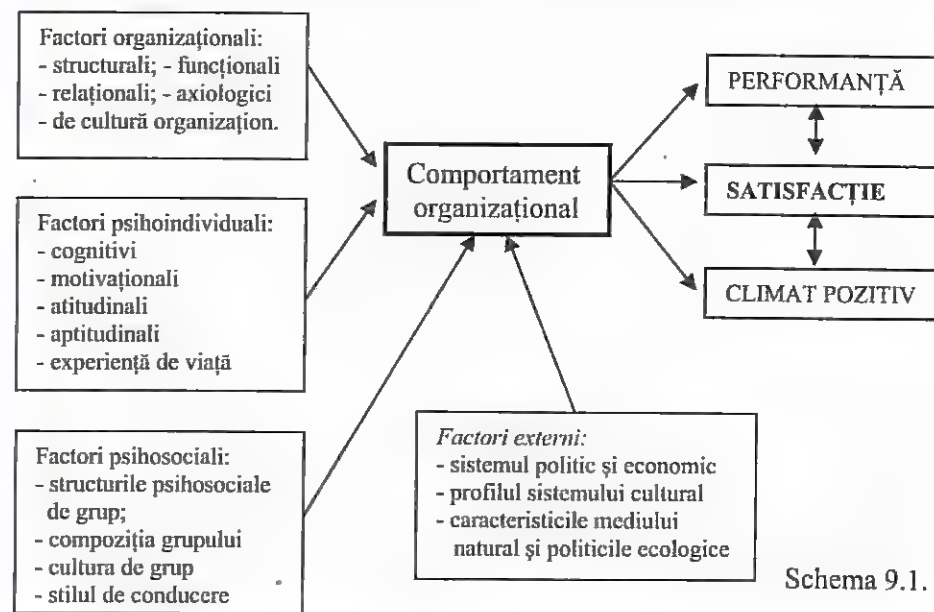 Factori organizaționali:
- structurali; - funcționali
- relaționali; - axiologici
- de cultură organization.
Factori psihoindividuali:
- cognitivi
- motivaționali
- atitudinali
- aptitudinali
- experiență de viață
Factori psihosociali:
- structurile psihosociale
de grup;
- compoziția grupului
- cultura de grup
- stilul de conducere
Comportament
organizațional
Factori externi:
- sistemul politic și economic
- profilul sistemului cultural
- caracteristicile mediului
natural și politicile ecologice
PERFORMANȚĂ
SATISFACȚIE
CLIMAT POZITIV
Schema 9.1.